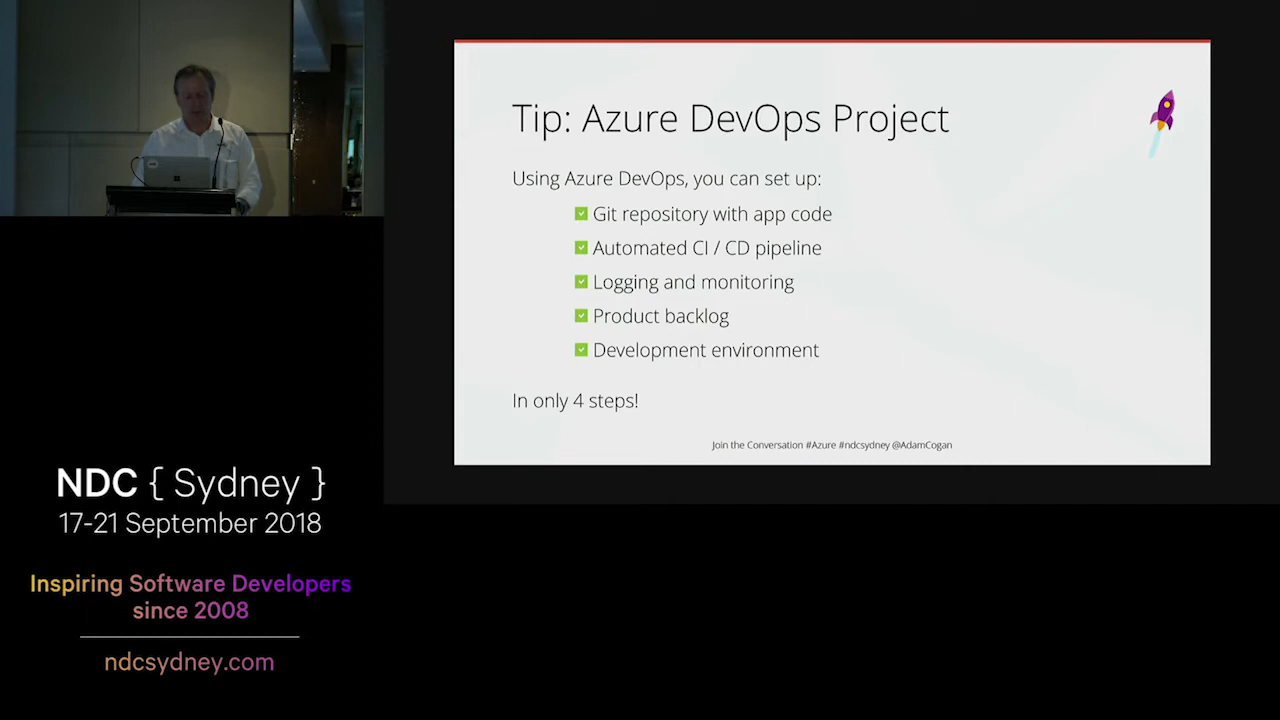 Tip: Azure DevOps Project
Using Azure DevOps, you can set up:
Git repository with app code
Automated CI / CD pipeline
Logging and monitoring
Product backlog
Development environment
In only 4 steps!
Join the Conversation #Azure #ndcsydney @AdamCogan
NDC { Sydney }
17-21 September 2018
Inspiring Software Developers
since 2008
ndcsydney.com